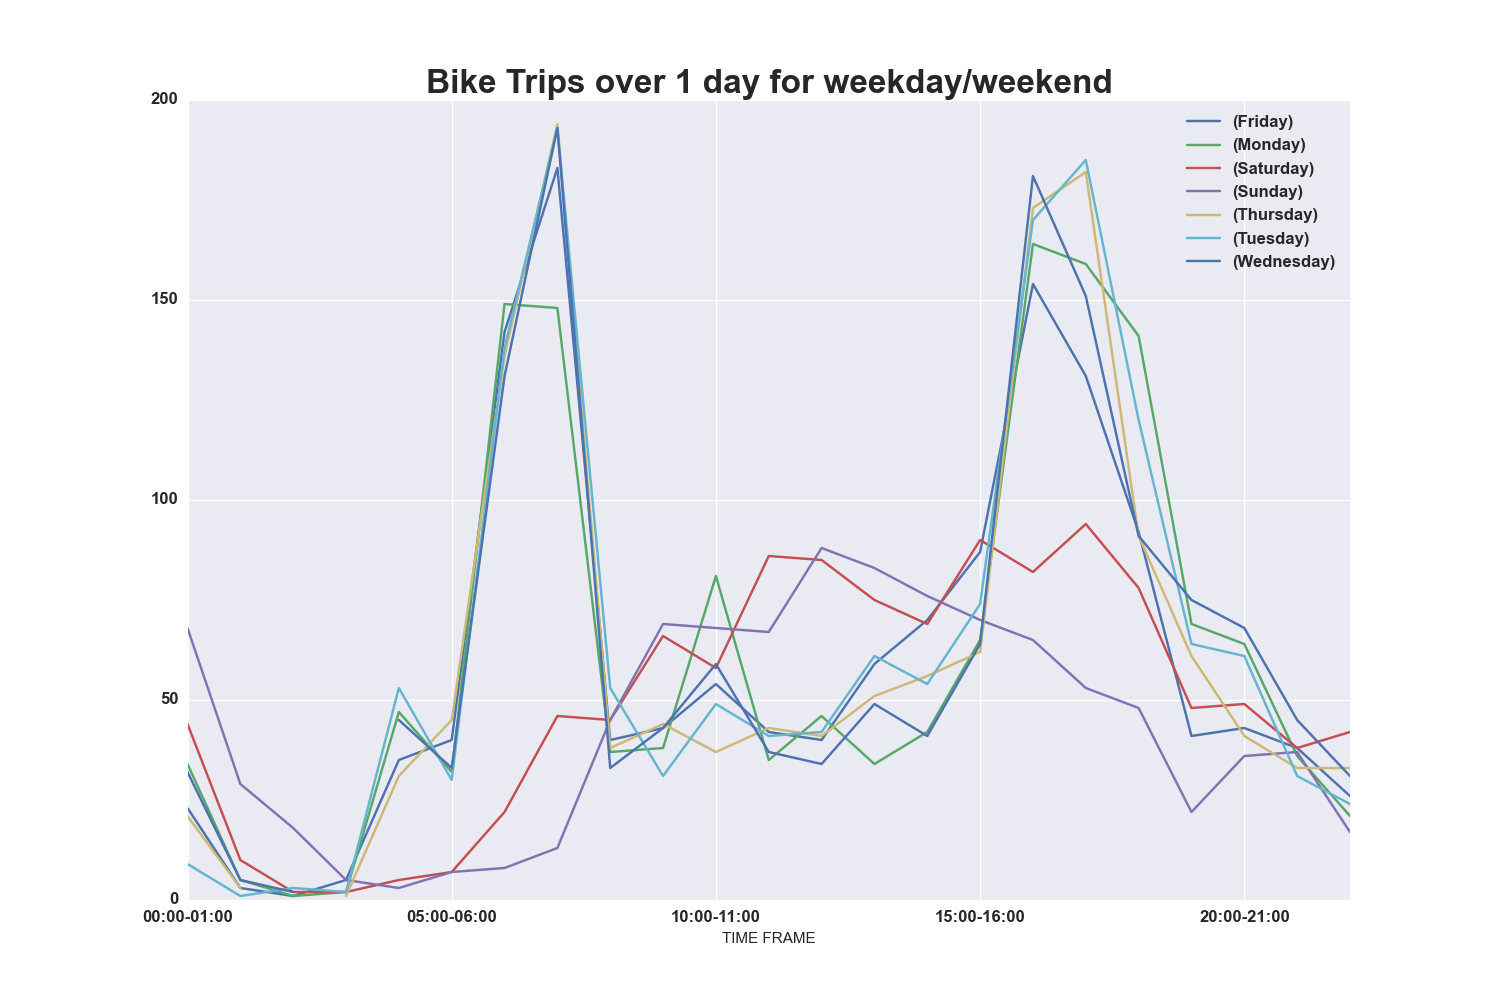 Bike Trips over 1 day for weekday/weekend
200
150
100
50
0
(Friday)
(Monday)
(Saturday)
(Sunday)
(Thursday)
(Tuesday)
(Wednesday)
00:00-01:00 05:00-06:00 10:00-11:00 15:00-16:00 20:00-21:00
TIME FRAME